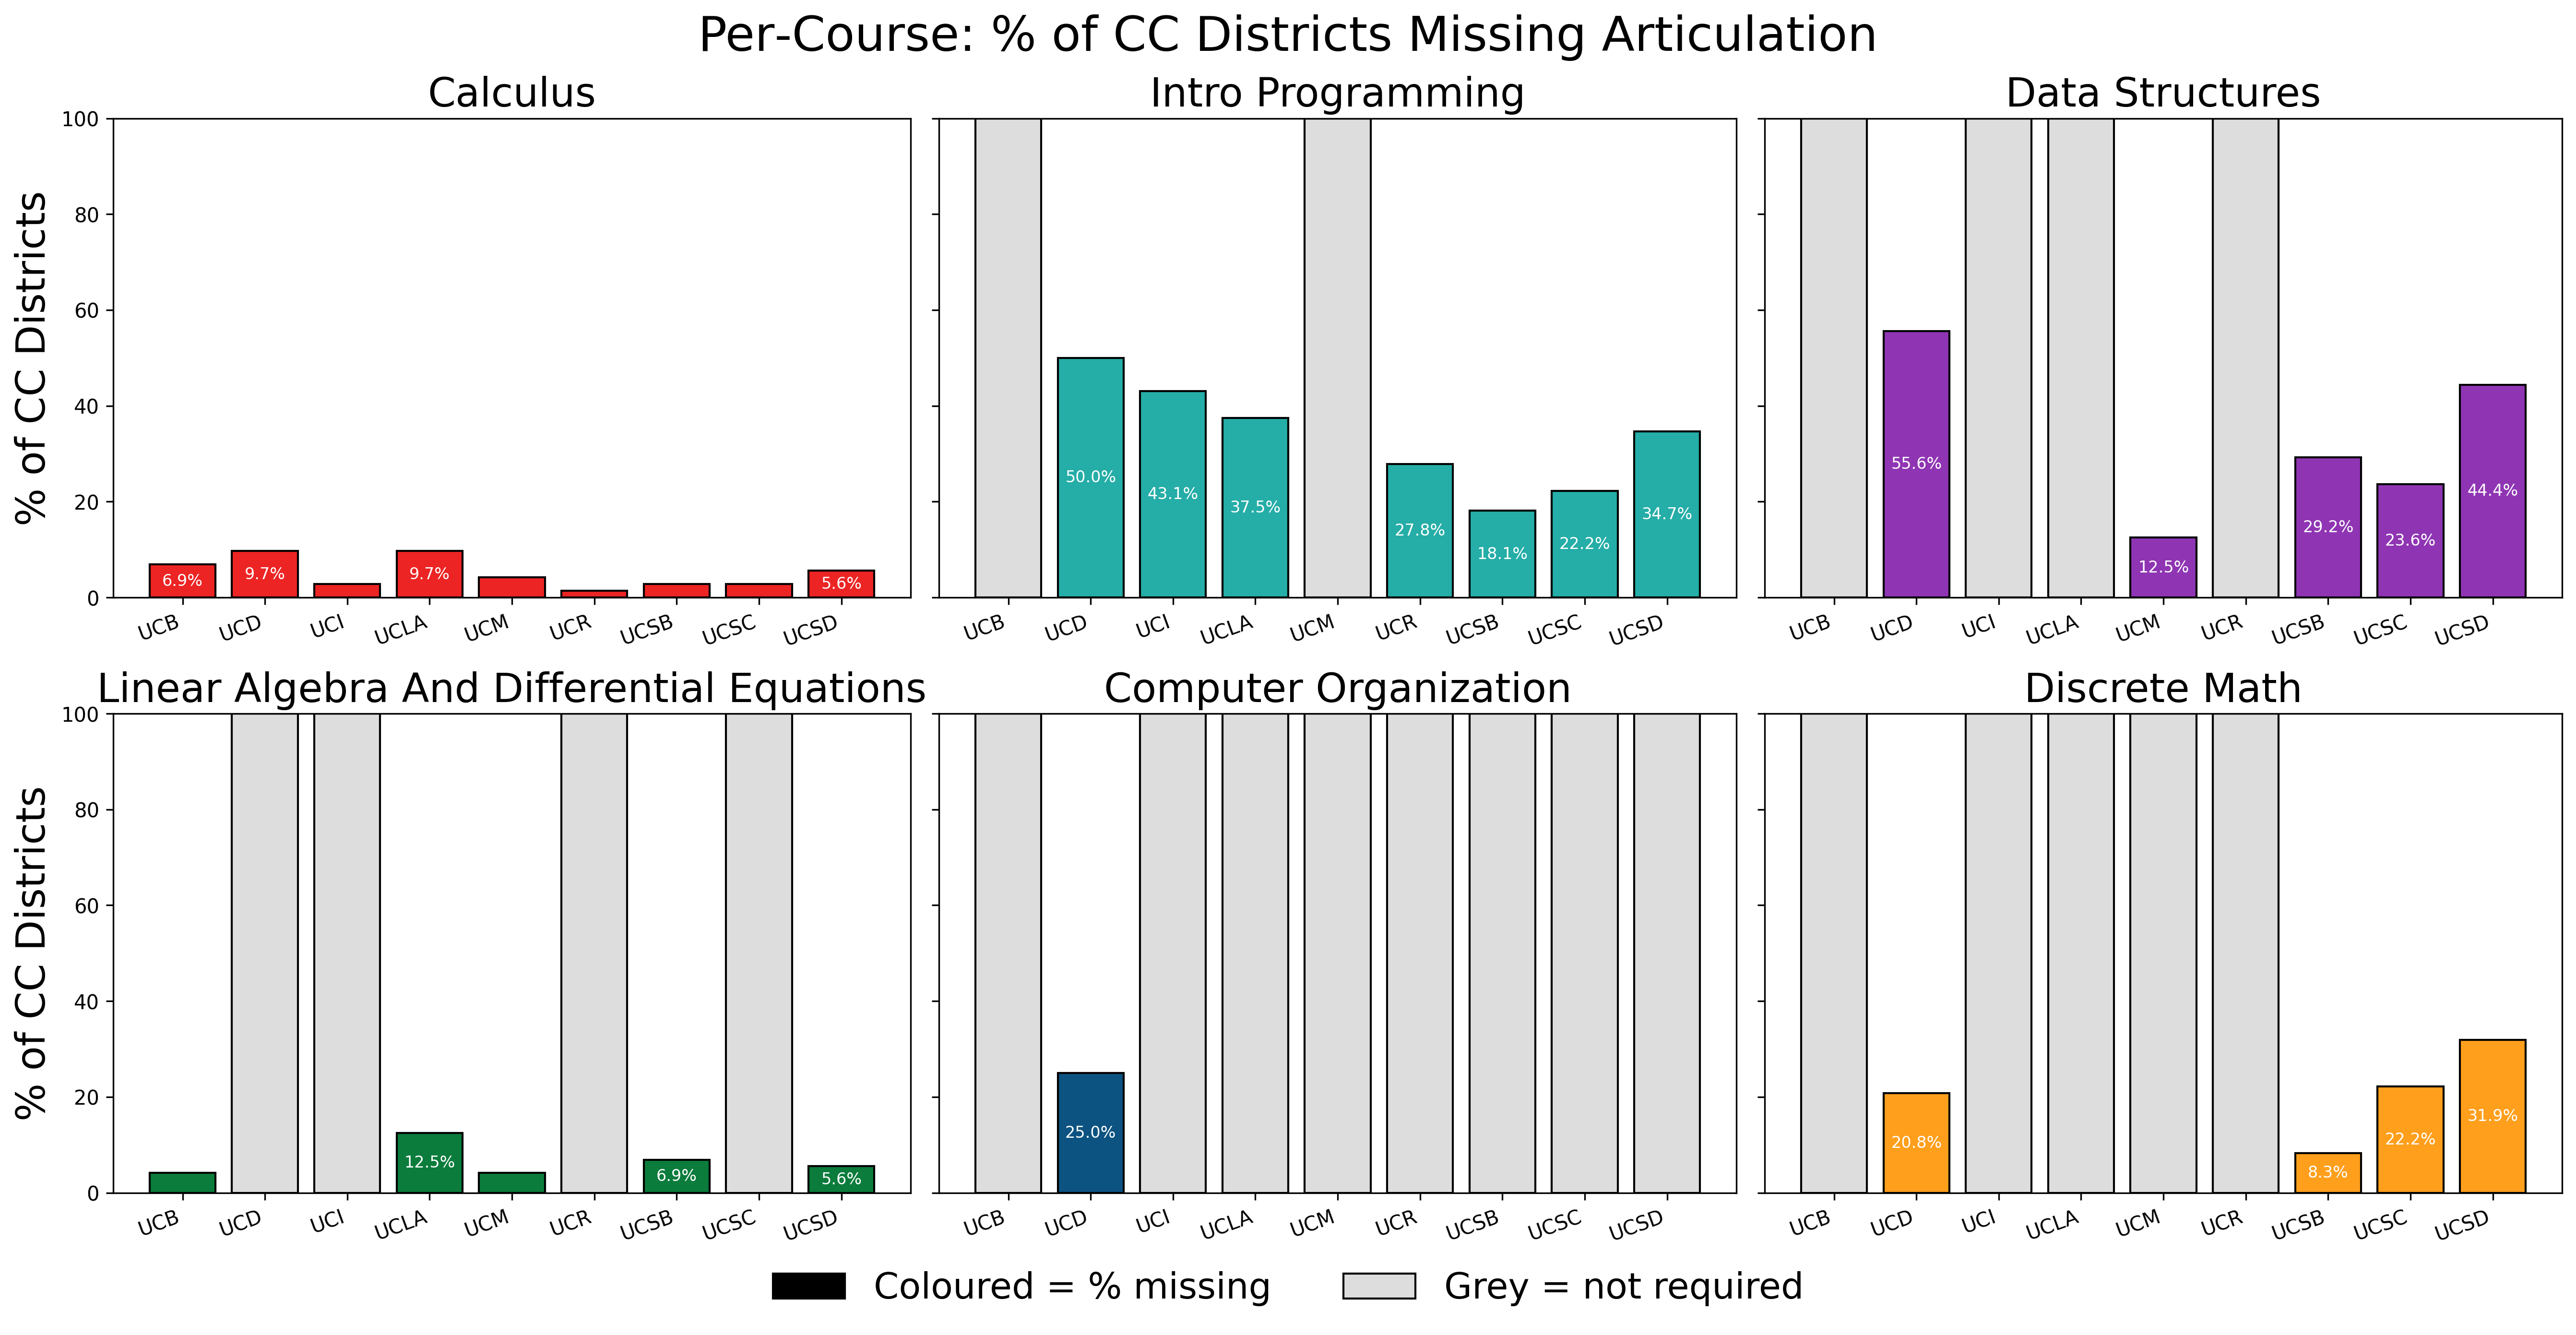 Per-Course: % of CC Districts Missing Articulation
Calculus
Intro Programming
Data Structures
% of CC Districts
100
80
60
40
20
0
6.9%
9.7%
9.7%
5.6%
UCB UCD UCI UCLA UCM UCR UCSB UCSC UCSD
50.0%
43.1%
37.5%
27.8%
18.1%
22.2%
34.7%
UCB UCD UCI UCLA UCM UCR UCSB UCSC UCSD
55.6%
12.5%
29.2%
23.6%
44.4%
UCB UCD UCI UCLA UCM UCR UCSB UCSC UCSD
Linear Algebra And Differential Equations
Computer Organization
Discrete Math
% of CC Districts
100
80
60
40
20
0
12.5%
6.9%
5.6%
UCB UCD UCI UCLA UCM UCR UCSB UCSC UCSD
25.0%
UCB UCD UCI UCLA UCM UCR UCSB UCSC UCSD
20.8%
8.3%
22.2%
31.9%
UCB UCD UCI UCLA UCM UCR UCSB UCSC UCSD
Coloured = % missing
Grey = not required